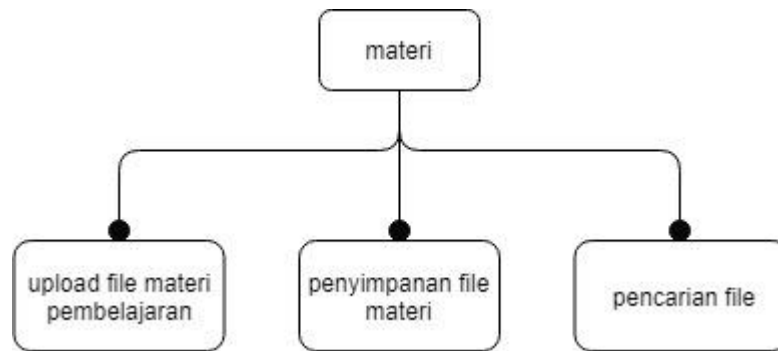 materi
upload file materi
pembelajaran
penyimpanan file
materi
pencarian file